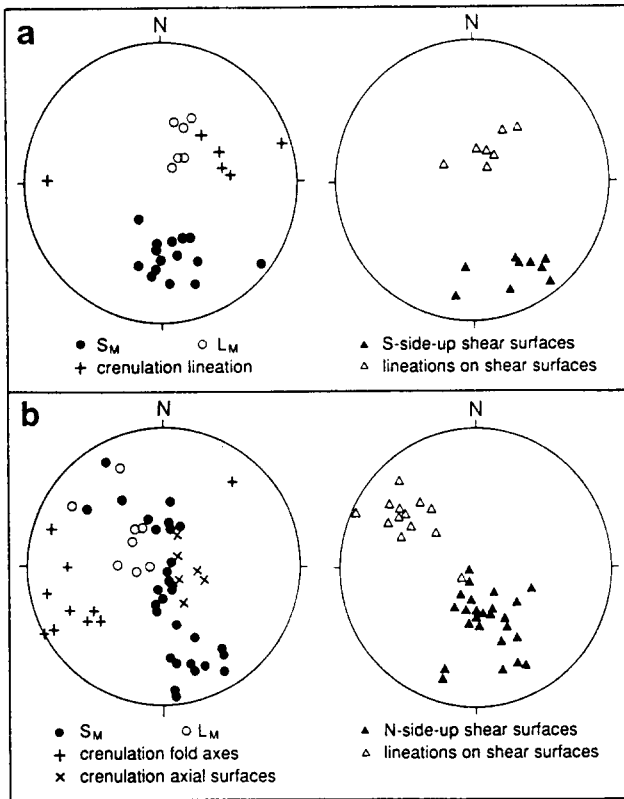 a
N
N
● S_M ○ L_M
+ crenulation lineation
▲ S-side-up shear surfaces
△ lineations on shear surfaces
b
N
N
● S_M ○ L_M
+ crenulation fold axes
× crenulation axial surfaces
▲ N-side-up shear surfaces
△ lineations on shear surfaces